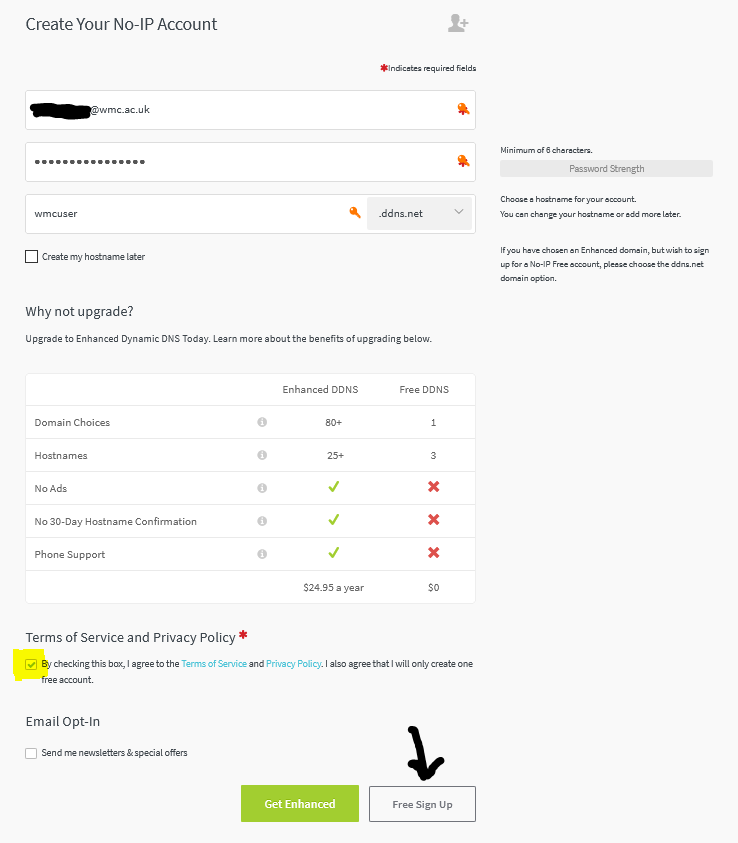 Create Your No-IP Account
*Indicates required fields
@wmc.ac.uk
••••••••••••••••
Minimum of 6 characters.
Password Strength
wmcuser
.ddns.net
Choose a hostname for your account.
You can change your hostname or add more later.
Create my hostname later
If you have chosen an Enhanced domain, but wish to sign
up for a No-IP Free account, please choose the ddns.net
domain option.
Why not upgrade?
Upgrade to Enhanced Dynamic DNS Today. Learn more about the benefits of upgrading below.
Enhanced DDNS Free DDNS
Domain Choices 80+ 1
Hostnames 25+ 3
No Ads
No 30-Day Hostname Confirmation
Phone Support
$24.95 a year $0
Terms of Service and Privacy Policy *
By checking this box, I agree to the Terms of Service and Privacy Policy. I also agree that I will only create one
free account.
Email Opt-In
Send me newsletters & special offers
Get Enhanced
Free Sign Up